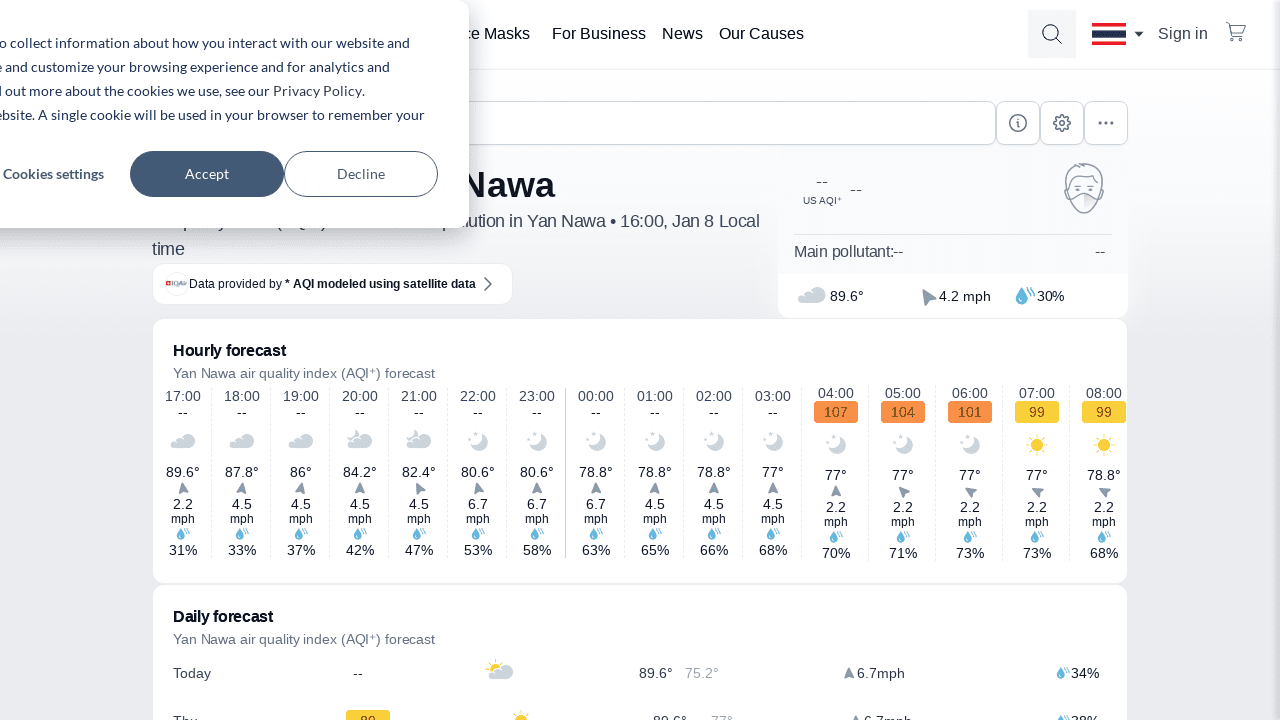 to collect information about how you interact with our website and
and customize your browsing experience and for analytics and
out more about the cookies we use, see our Privacy Policy.
website. A single cookie will be used in your browser to remember your
Cookies settings
Accept
Decline
Masks
For Business
News
Our Causes
Sign in
Nawa
in Yan Nawa • 16:00, Jan 8 Local
time
Data provided by * AQI modeled using satellite data
--
US AQI⁺
--
Main pollutant:-- --
89.6° 4.2 mph 30%
Hourly forecast
Yan Nawa air quality index (AQI⁺) forecast
17:00 18:00 19:00 20:00 21:00 22:00 23:00 00:00 01:00 02:00 03:00 04:00 05:00 06:00 07:00 08:00
-- -- -- -- -- -- -- -- -- -- -- 107 104 101 99 99
89.6° 87.8° 86° 84.2° 82.4° 80.6° 80.6° 78.8° 78.8° 78.8° 77° 77° 77° 77° 77° 78.8°
2.2 4.5 4.5 4.5 4.5 6.7 6.7 6.7 4.5 4.5 4.5 2.2 2.2 2.2 2.2 2.2
mph mph mph mph mph mph mph mph mph mph mph mph mph mph mph mph
31% 33% 37% 42% 47% 53% 58% 63% 65% 66% 68% 70% 71% 73% 73% 68%
Daily forecast
Yan Nawa air quality index (AQI⁺) forecast
Today -- 89.6° 75.2° 6.7mph 34%